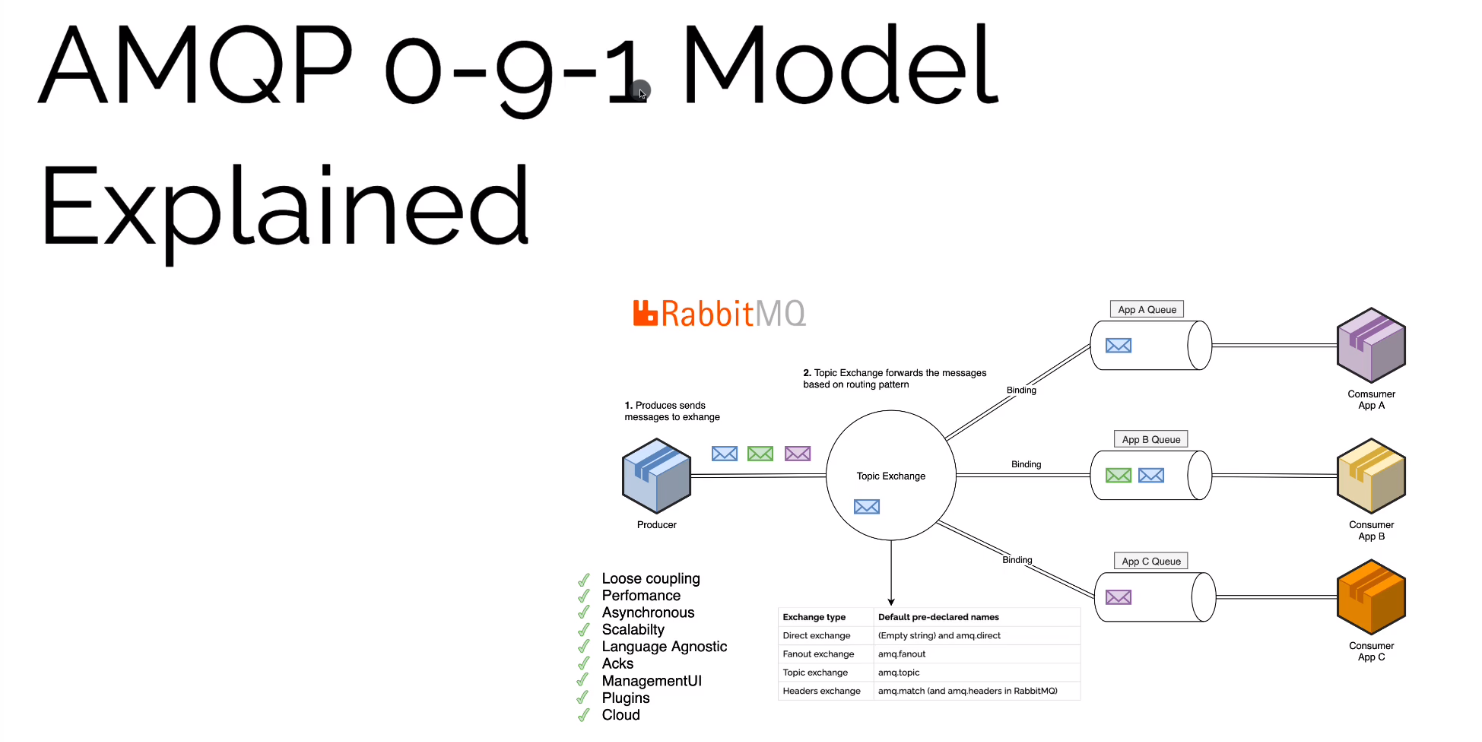 AMQP 0-9-1 Model
Explained
RabbitMQ
1. Produces sends
messages to exhange
Producer
2. Topic Exchange forwards the messages
based on routing pattern
Topic Exchange
Binding
Binding
Binding
App A Queue
Comsumer
App A
App B Queue
Consumer
App B
App C Queue
Consumer
App C
Loose coupling
Perfomance
Asynchronous
Scalabilty
Language Agnostic
Acks
ManagementUI
Plugins
Cloud
Exchange type Default pre-declared names
Direct exchange (Empty string) and amq.direct
Fanout exchange amq.fanout
Topic exchange amq.topic
Headers exchange amq.match (and amq.headers in RabbitMQ)